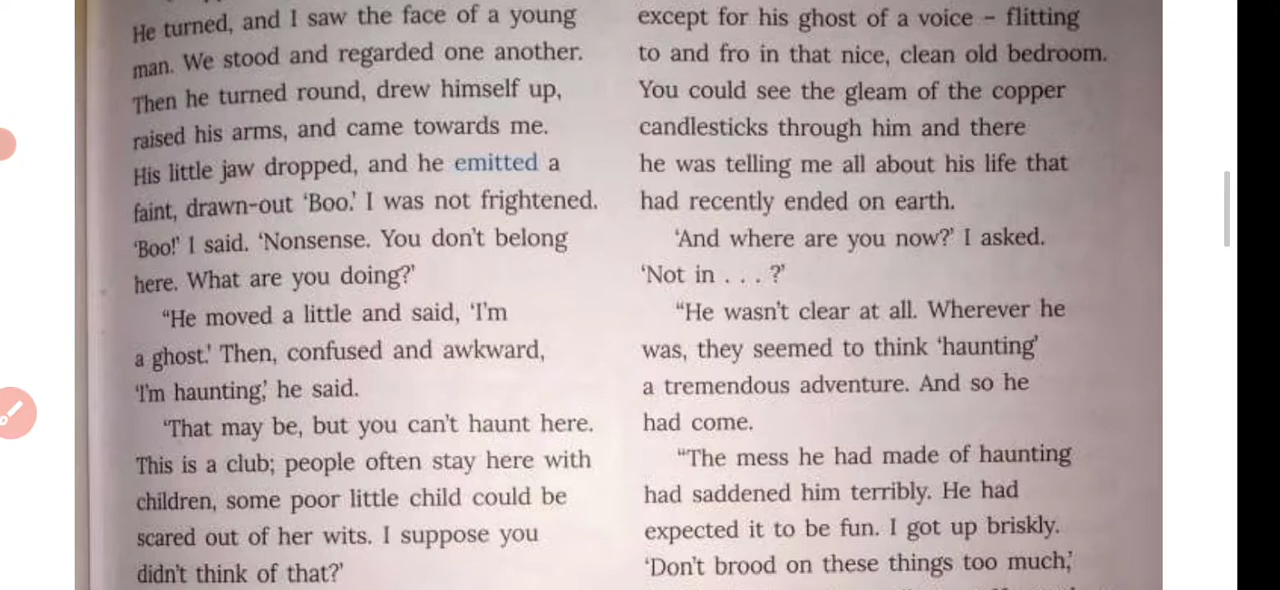 He turned, and I saw the face of a young
man. We stood and regarded one another.
Then he turned round, drew himself up,
raised his arms, and came towards me.
His little jaw dropped, and he emitted a
faint, drawn-out ‘Boo.’ I was not frightened.
‘Boo!’ I said. ‘Nonsense. You don’t belong
here. What are you doing?’
“He moved a little and said, ‘I’m
a ghost.’ Then, confused and awkward,
‘I’m haunting,’ he said.
‘That may be, but you can’t haunt here.
This is a club; people often stay here with
children, some poor little child could be
scared out of her wits. I suppose you
didn’t think of that?’
except for his ghost of a voice – flitting
to and fro in that nice, clean old bedroom.
You could see the gleam of the copper
candlesticks through him and there
he was telling me all about his life that
had recently ended on earth.
‘And where are you now?’ I asked.
‘Not in . . . ?’
“He wasn’t clear at all. Wherever he
was, they seemed to think ‘haunting’
a tremendous adventure. And so he
had come.
“The mess he had made of haunting
had saddened him terribly. He had
expected it to be fun. I got up briskly.
‘Don’t brood on these things too much,’